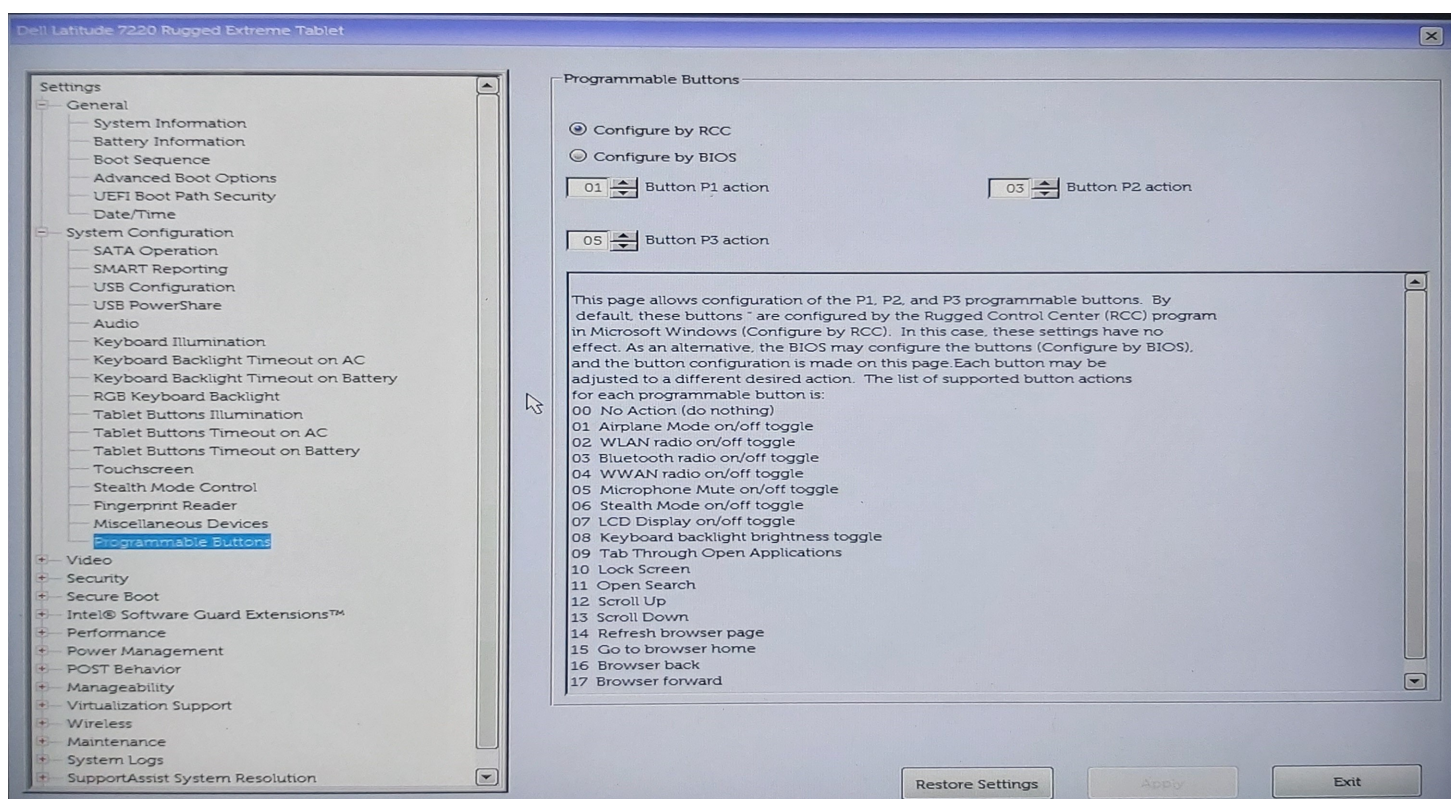 Dell Latitude 7220 Rugged Extreme Tablet
Settings
General
System Information
Battery Information
Boot Sequence
Advanced Boot Options
UEFI Boot Path Security
Date/Time
System Configuration
SATA Operation
SMART Reporting
USB Configuration
USB PowerShare
Audio
Keyboard Illumination
Keyboard Backlight Timeout on AC
Keyboard Backlight Timeout on Battery
RGB Keyboard Backlight
Tablet Buttons Illumination
Tablet Buttons Timeout on AC
Tablet Buttons Timeout on Battery
Touchscreen
Stealth Mode Control
Fingerprint Reader
Miscellaneous Devices
Programmable Buttons
Video
Security
Secure Boot
Intel® Software Guard Extensions™
Performance
Power Management
POST Behavior
Manageability
Virtualization Support
Wireless
Maintenance
System Logs
SupportAssist System Resolution
Programmable Buttons
Configure by RCC
Configure by BIOS
01 Button P1 action
03 Button P2 action
05 Button P3 action
This page allows configuration of the P1, P2, and P3 programmable buttons. By
default, these buttons " are configured by the Rugged Control Center (RCC) program
in Microsoft Windows (Configure by RCC). In this case, these settings have no
effect. As an alternative, the BIOS may configure the buttons (Configure by BIOS),
and the button configuration is made on this page.Each button may be
adjusted to a different desired action. The list of supported button actions
for each programmable button is:
00 No Action (do nothing)
01 Airplane Mode on/off toggle
02 WLAN radio on/off toggle
03 Bluetooth radio on/off toggle
04 WWAN radio on/off toggle
05 Microphone Mute on/off toggle
06 Stealth Mode on/off toggle
07 LCD Display on/off toggle
08 Keyboard backlight brightness toggle
09 Tab Through Open Applications
10 Lock Screen
11 Open Search
12 Scroll Up
13 Scroll Down
14 Refresh browser page
15 Go to browser home
16 Browser back
17 Browser forward
Restore Settings
Apply
Exit